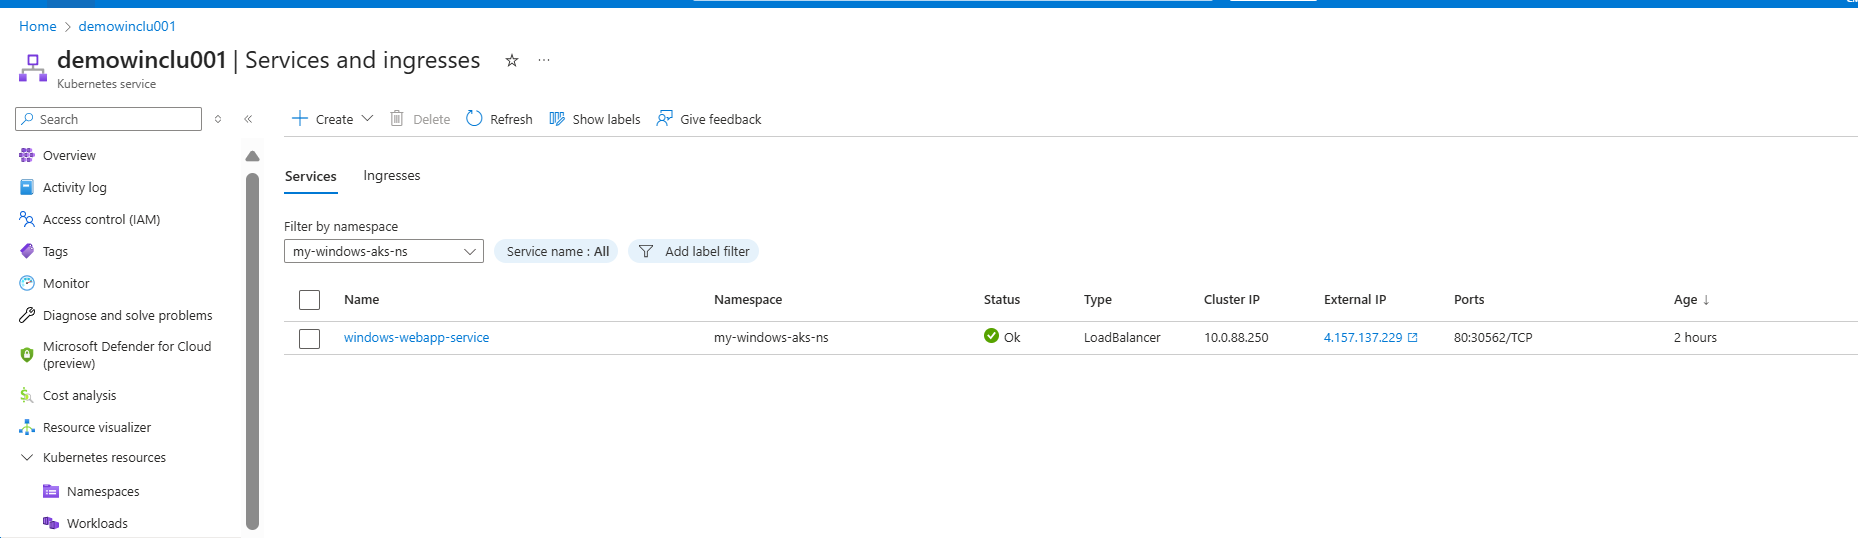 Home > demowinclu001
demowinclu001 | Services and ingresses ☆ ···
Kubernetes service
Search
Create Delete Refresh Show labels Give feedback
Overview
Activity log
Access control (IAM)
Tags
Monitor
Diagnose and solve problems
Microsoft Defender for Cloud
(preview)
Cost analysis
Resource visualizer
Kubernetes resources
Namespaces
Workloads
Services Ingresses
Filter by namespace
my-windows-aks-ns Service name : All Add label filter
Name Namespace Status Type Cluster IP External IP Ports Age ↓
windows-webapp-service my-windows-aks-ns Ok LoadBalancer 10.0.88.250 4.157.137.229 80:30562/TCP 2 hours